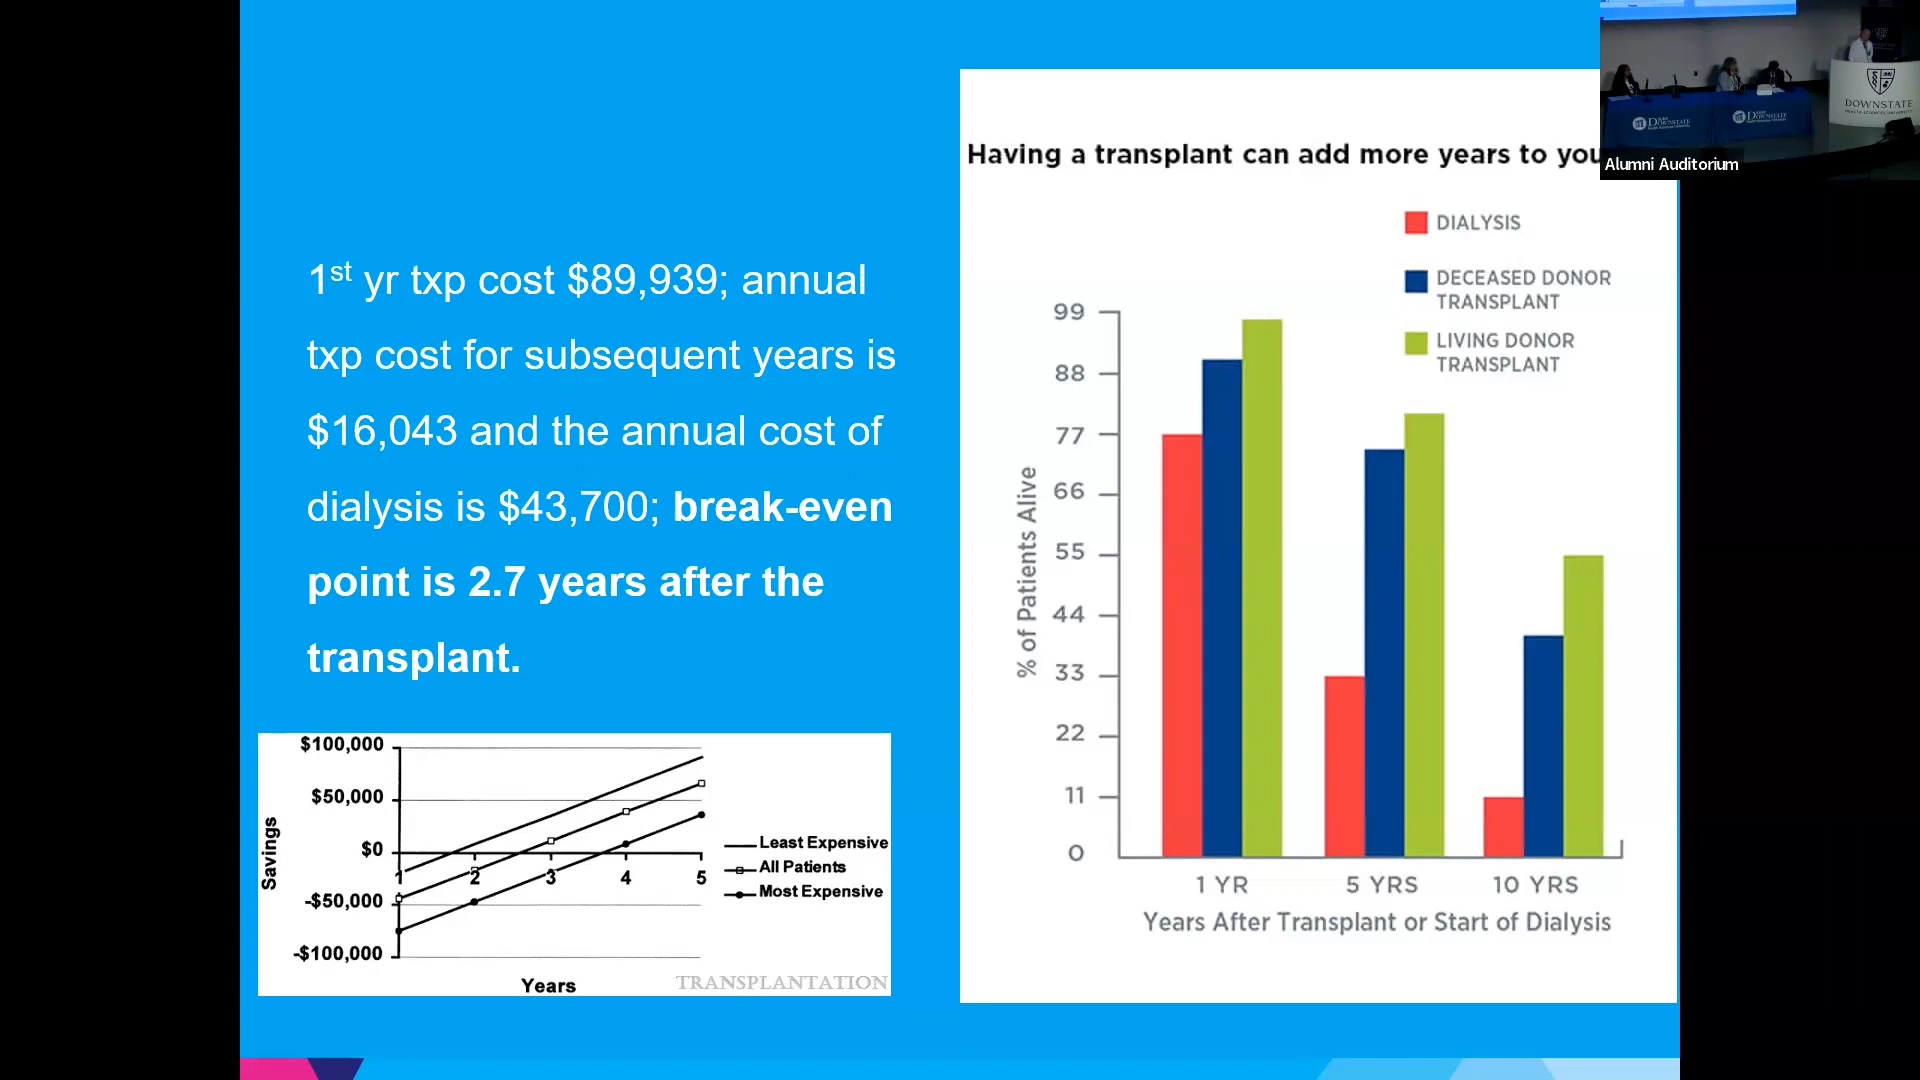 1st yr txp cost $89,939; annual
txp cost for subsequent years is
$16,043 and the annual cost of
dialysis is $43,700; break-even
point is 2.7 years after the
transplant.
$100,000
$50,000
$0
-$50,000
-$100,000
Savings
1 2 3 4 5
Years
Least Expensive
All Patients
Most Expensive
TRANSPLANTATION
Having a transplant can add more years to you
DIALYSIS
DECEASED DONOR
TRANSPLANT
LIVING DONOR
TRANSPLANT
99
88
77
66
55
44
33
22
11
0
% of Patients Alive
1 YR 5 YRS 10 YRS
Years After Transplant or Start of Dialysis
DOWNSTATE
DOWNSTATE
DOWNSTATE
Alumni Auditorium